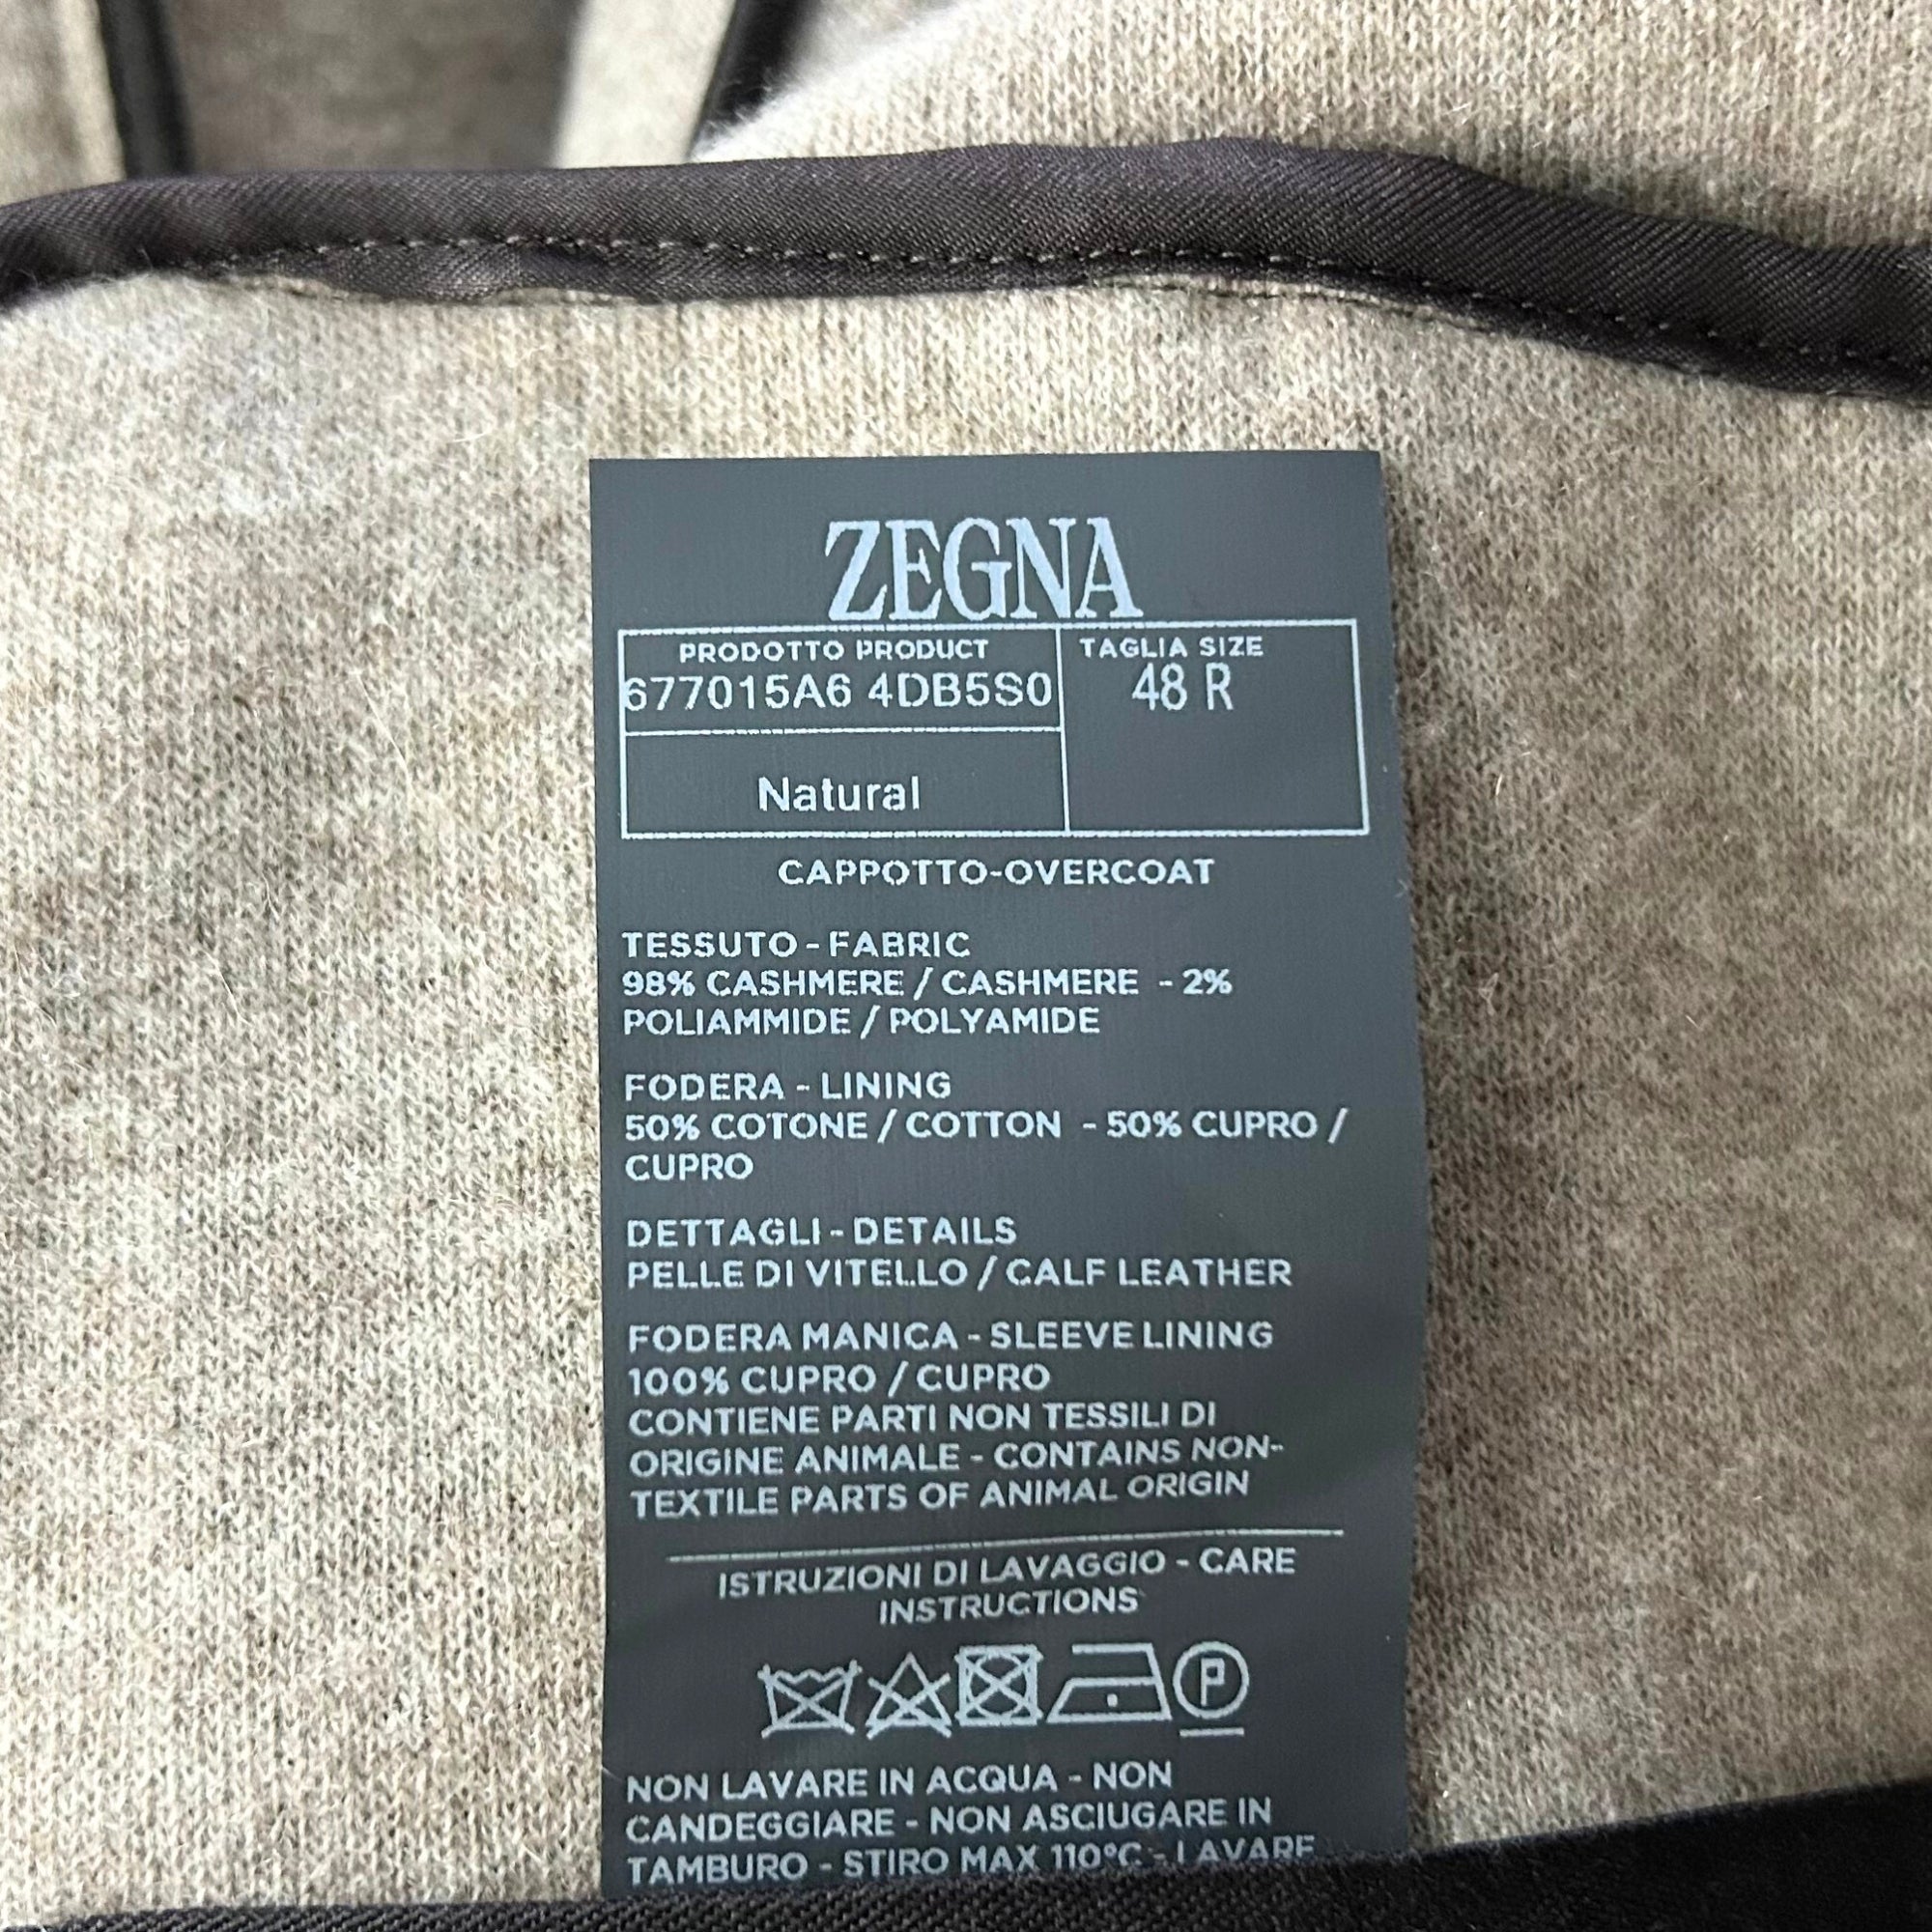 ZEGNA
PRODOTTO PRODUCT
677015A6 4DB5S0
TAGLIA SIZE
48 R
Natural
CAPPOTTO-OVERCOAT
TESSUTO - FABRIC
98% CASHMERE / CASHMERE - 2%
POLIAMMIDE / POLYAMIDE
FODERA - LINING
50% COTONE / COTTON - 50% CUPRO /
CUPRO
DETTAGLI - DETAILS
PELLE DI VITELLO / CALF LEATHER
FODERA MANICA - SLEEVE LINING
100% CUPRO / CUPRO
CONTIENE PARTI NON TESSILI DI
ORIGINE ANIMALE - CONTAINS NON-
TEXTILE PARTS OF ANIMAL ORIGIN
ISTRUZIONI DI LAVAGGIO - CARE
INSTRUCTIONS
P
NON LAVARE IN ACQUA - NON
CANDEGGIARE - NON ASCIUGARE IN
TAMBURO - STIRO MAX 110°C - LAVARE